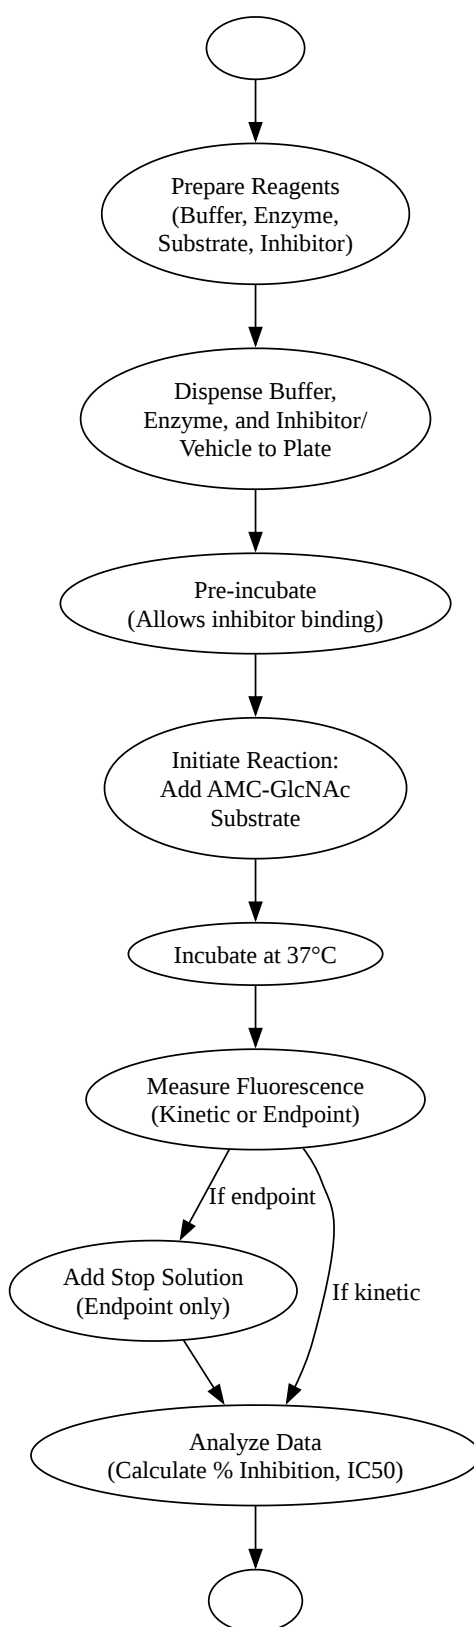 Prepare Reagents
(Buffer, Enzyme,
Substrate, Inhibitor)
Dispense Buffer,
Enzyme, and Inhibitor/
Vehicle to Plate
Pre-incubate
(Allows inhibitor binding)
Initiate Reaction:
Add AMC-GlcNAc
Substrate
Incubate at 37°C
Measure Fluorescence
(Kinetic or Endpoint)
If endpoint
Add Stop Solution
(Endpoint only)
If kinetic
Analyze Data
(Calculate % Inhibition, IC50)